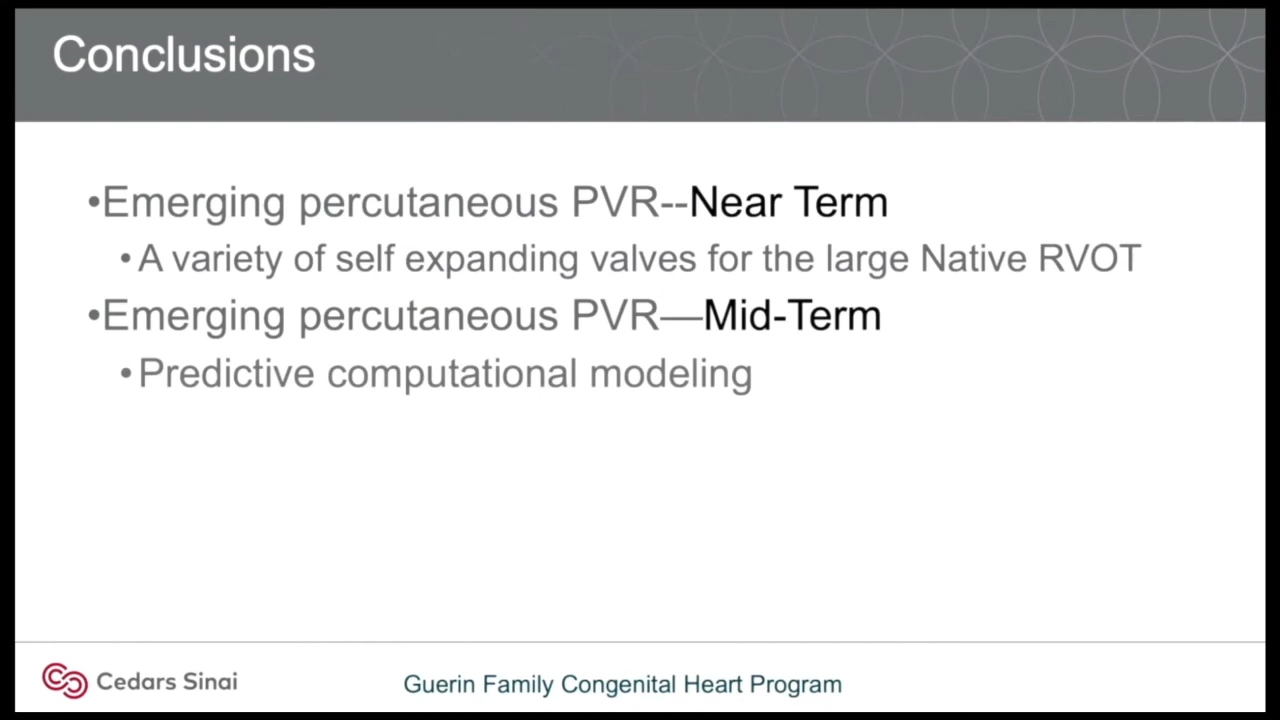 Conclusions
•Emerging percutaneous PVR--Near Term
•A variety of self expanding valves for the large Native RVOT
•Emerging percutaneous PVR—Mid-Term
•Predictive computational modeling
Cedars Sinai
Guerin Family Congenital Heart Program